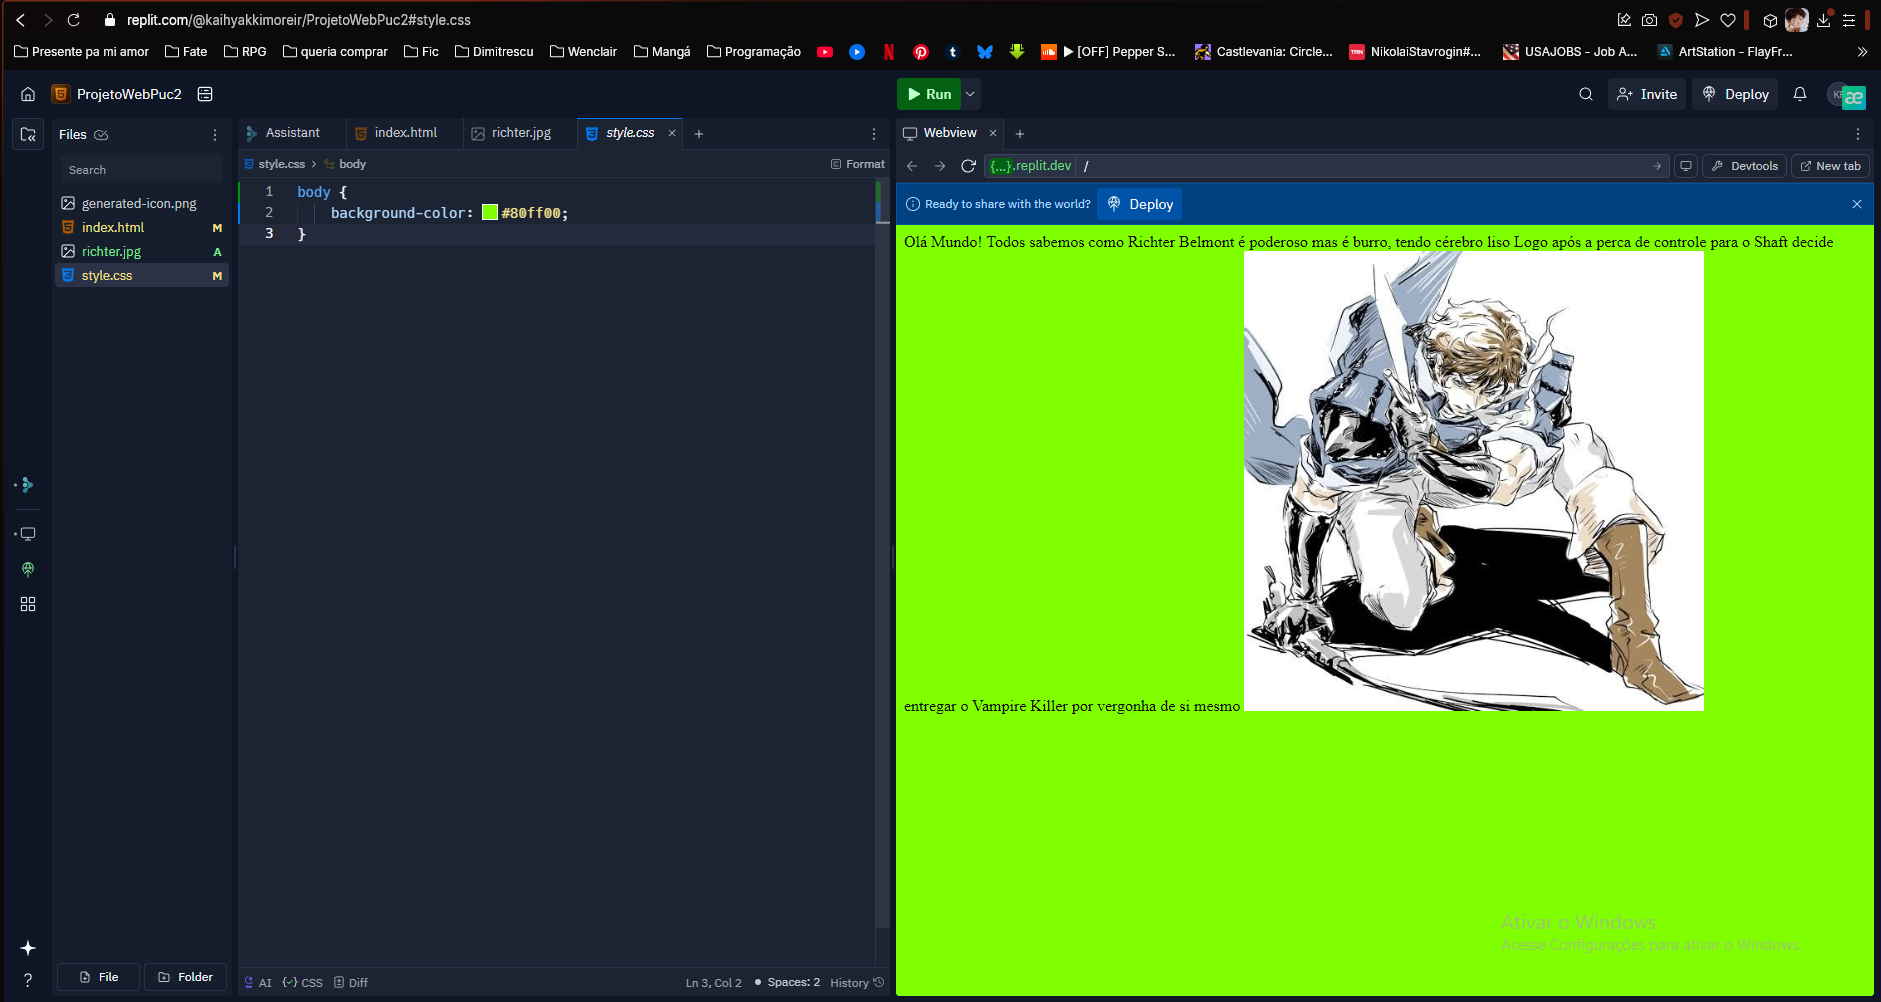 replit.com/@kaihyakkimoreir/ProjetoWebPuc2#style.css
Presente pa mi amor Fate RPG queria comprar Fic Dimitrescu Wenclair Mangá Programação ▶ [OFF] Pepper S... Castlevania: Circle... NikolaiStavrogin#... USAJOBS - Job A... ArtStation - FlayFr...
ProjetoWebPuc2 Run Invite Deploy
Files Assistant index.html richter.jpg style.css Webview
style.css > body Format {...}.replit.dev / Devtools New tab
Search
generated-icon.png
index.html M
richter.jpg A
style.css M
1 body {
2 background-color: #80ff00;
3 }
Ready to share with the world? Deploy
Olá Mundo! Todos sabemos como Richter Belmont é poderoso mas é burro, tendo cérebro liso Logo após a perca de controle para o Shaft decide
entregar o Vampire Killer por vergonha de si mesmo
Ativar o Windows
Acesse Configurações para ativar o Windows.
File Folder
AI CSS Diff Ln 3, Col 2 Spaces: 2 History